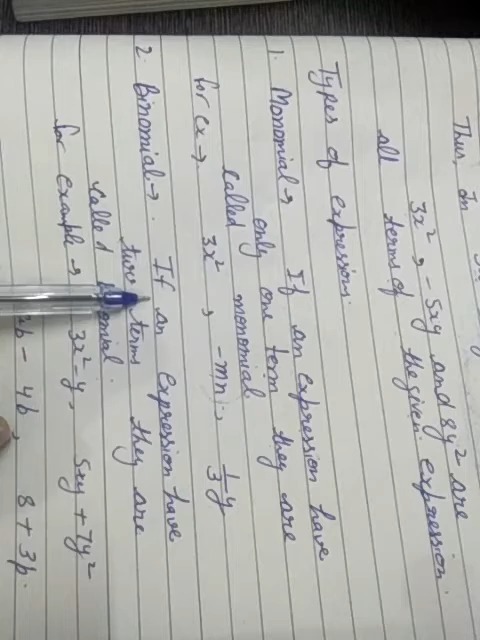 Thus, In
3x², -5xy and 8y² are
all terms of the given expression.
Types of expression.
1. Monomial→ If an expression have
only one term they are
called monomial
for ex→ 3x², -mn, 1/3 y
2. Binomial→. If an expression have
two terms they are
called
for example→ 3x²-y, 5xy + 7y²
- 4b, 8 + 3p.